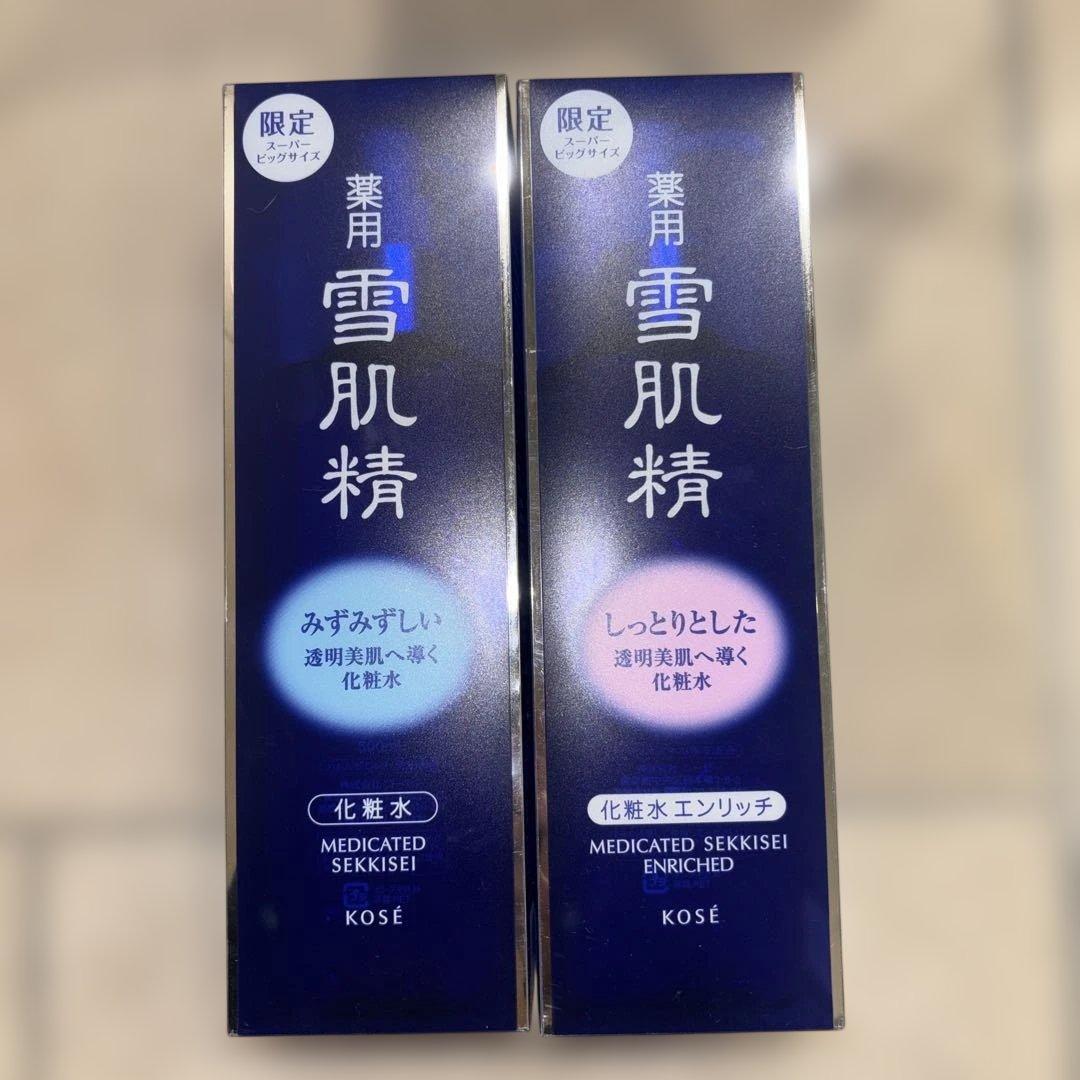 限定
スーパー
ビッグサイズ
薬用
雪肌精
みずみずしい
透明美肌へ導く
化粧水
化粧水
MEDICATED
SEKKISEI
KOSÉ
限定
スーパー
ビッグサイズ
薬用
雪肌精
しっとりとした
透明美肌へ導く
化粧水
化粧水 エンリッチ
MEDICATED SEKKISEI
ENRICHED
KOSÉ